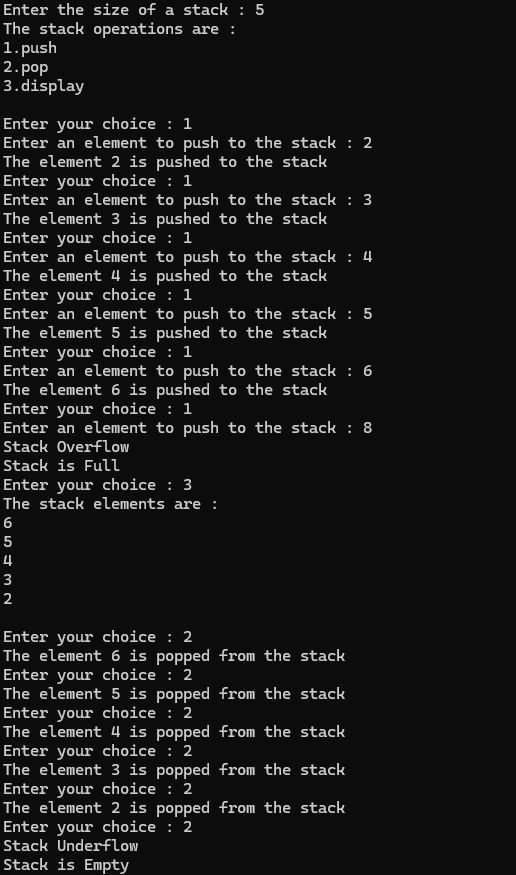 Enter the size of a stack : 5
The stack operations are :
1.push
2.pop
3.display
Enter your choice : 1
Enter an element to push to the stack : 2
The element 2 is pushed to the stack
Enter your choice : 1
Enter an element to push to the stack : 3
The element 3 is pushed to the stack
Enter your choice : 1
Enter an element to push to the stack : 4
The element 4 is pushed to the stack
Enter your choice : 1
Enter an element to push to the stack : 5
The element 5 is pushed to the stack
Enter your choice : 1
Enter an element to push to the stack : 6
The element 6 is pushed to the stack
Enter your choice : 1
Enter an element to push to the stack : 8
Stack Overflow
Stack is Full
Enter your choice : 3
The stack elements are :
6
5
4
3
2
Enter your choice : 2
The element 6 is popped from the stack
Enter your choice : 2
The element 5 is popped from the stack
Enter your choice : 2
The element 4 is popped from the stack
Enter your choice : 2
The element 3 is popped from the stack
Enter your choice : 2
The element 2 is popped from the stack
Enter your choice : 2
Stack Underflow
Stack is Empty